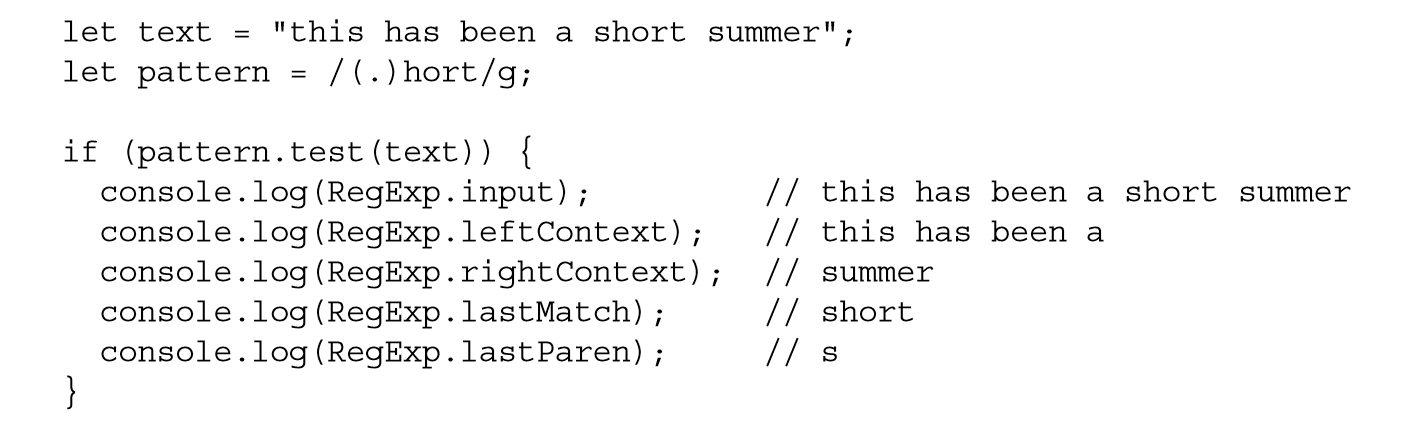 let text = "this has been a short summer";
let pattern = /(.)hort/g;

if (pattern.test(text)) {
  console.log(RegExp.input);         // this has been a short summer
  console.log(RegExp.leftContext);   // this has been a
  console.log(RegExp.rightContext);  // summer
  console.log(RegExp.lastMatch);     // short
  console.log(RegExp.lastParen);     // s
}